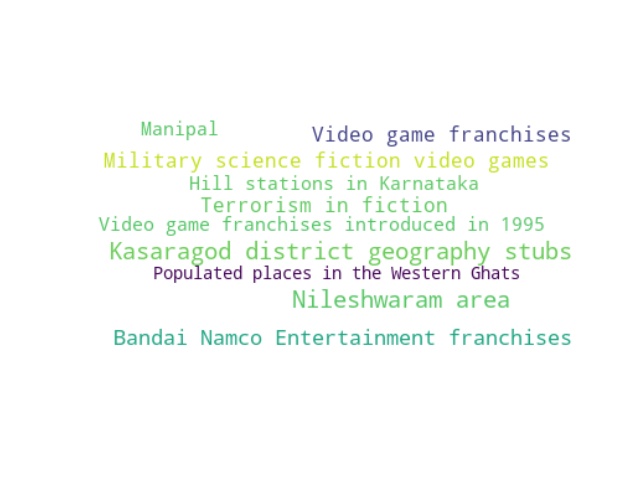 Manipal
Video game franchises
Military science fiction video games
Hill stations in Karnataka
Terrorism in fiction
Video game franchises introduced in 1995
Kasaragod district geography stubs
Populated places in the Western Ghats
Nileshwaram area
Bandai Namco Entertainment franchises